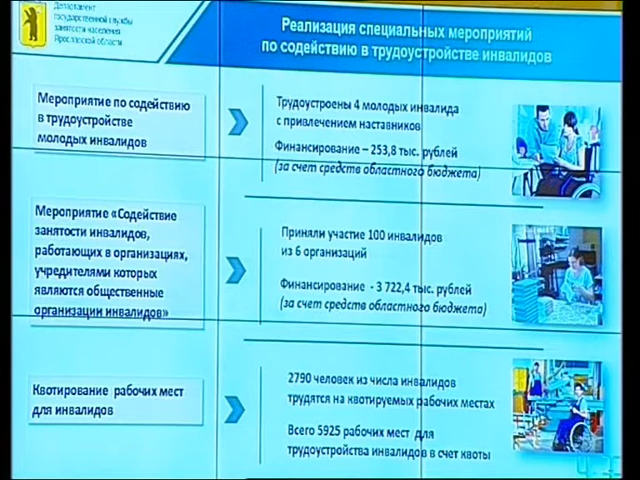 Департамент
государственной службы
занятости населения
Ярославской области
Реализация специальных мероприятий
по содействию в трудоустройстве инвалидов
Мероприятие по содействию
в трудоустройстве
молодых инвалидов
Трудоустроены 4 молодых инвалида
с привлечением наставников
Финансирование – 253,8 тыс. рублей
(за счет средств областного бюджета)
Мероприятие «Содействие
занятости инвалидов,
работающих в организациях,
учредителями которых
являются общественные
организации инвалидов»
Приняли участие 100 инвалидов
из 6 организаций
Финансирование - 3 722,4 тыс. рублей
(за счет средств областного бюджета)
Квотирование рабочих мест
для инвалидов
2790 человек из числа инвалидов
трудятся на квотируемых рабочих местах
Всего 5925 рабочих мест для
трудоустройства инвалидов в счет квоты